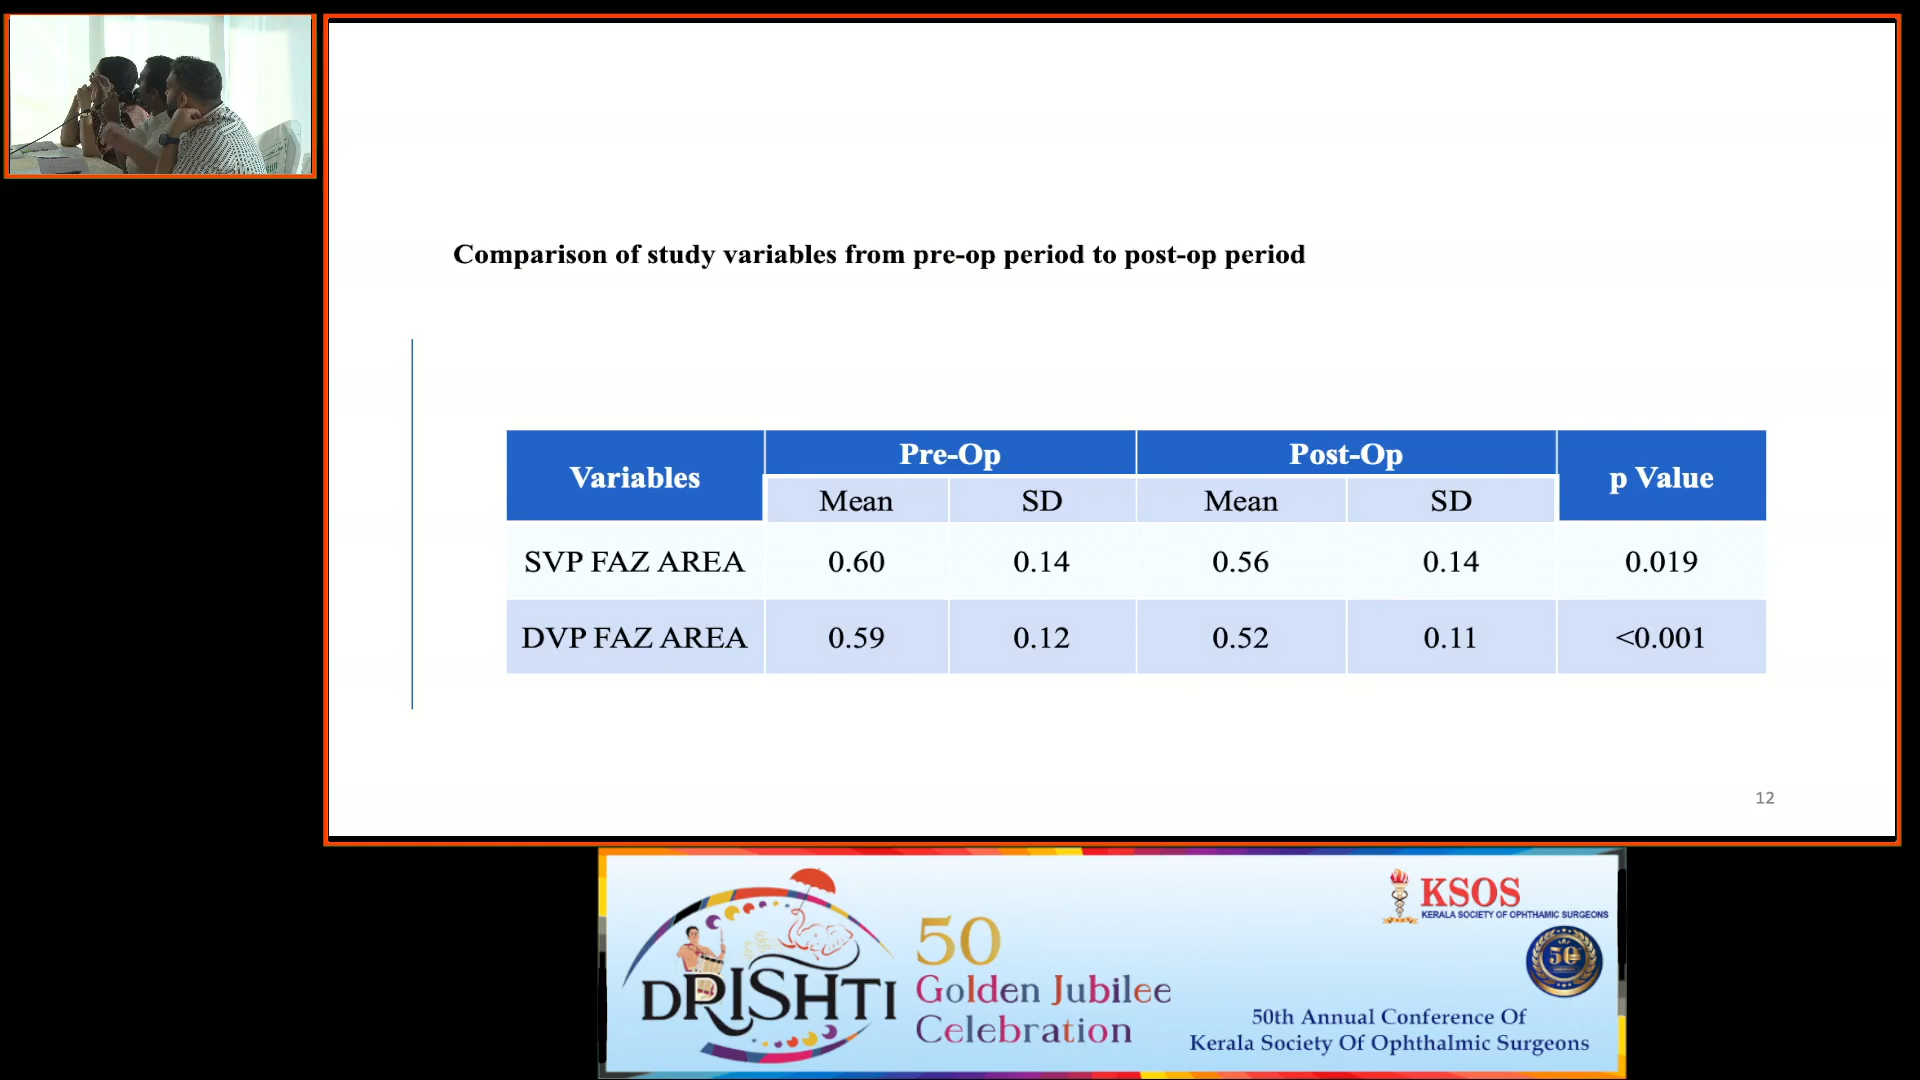 Comparison of study variables from pre-op period to post-op period
Variables Pre-Op Post-Op p Value
Mean SD Mean SD
SVP FAZ AREA 0.60 0.14 0.56 0.14 0.019
DVP FAZ AREA 0.59 0.12 0.52 0.11 <0.001
12
DRISHTI
50
Golden Jubilee
Celebration
KSOS
KERALA SOCIETY OF OPHTHAMIC SURGEONS
50
50th Annual Conference Of
Kerala Society Of Ophthalmic Surgeons